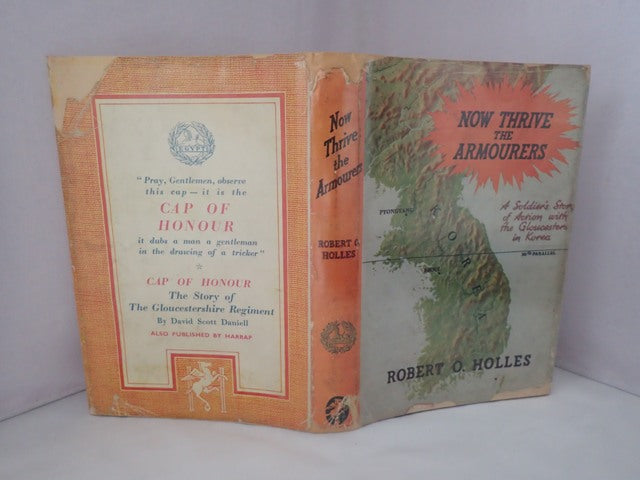 EGYPT
"Pray, Gentlemen, observe
this cap — it is the
CAP OF
HONOUR
it dubs a man a gentleman
in the drawing of a tricker"
CAP OF HONOUR
The Story of
The Gloucestershire Regiment
By David Scott Daniell
ALSO PUBLISHED BY HARRAP
Now
Thrive
the
Armourers
ROBERT O.
HOLLES
NOW THRIVE
THE
ARMOURERS
A Soldier's Story
of Action with
the Gloucesters
in Korea
PYONGYANG
KOREA
SEOUL
38TH PARALLEL
ROBERT O. HOLLES